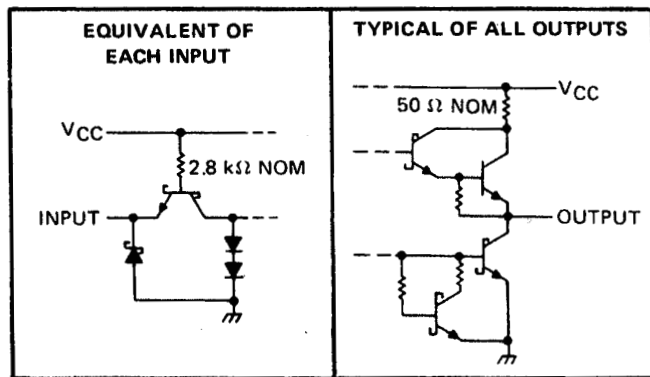 EQUIVALENT OF
EACH INPUT
VCC
2.8 kΩ NOM
INPUT
TYPICAL OF ALL OUTPUTS
VCC
50 Ω NOM
OUTPUT